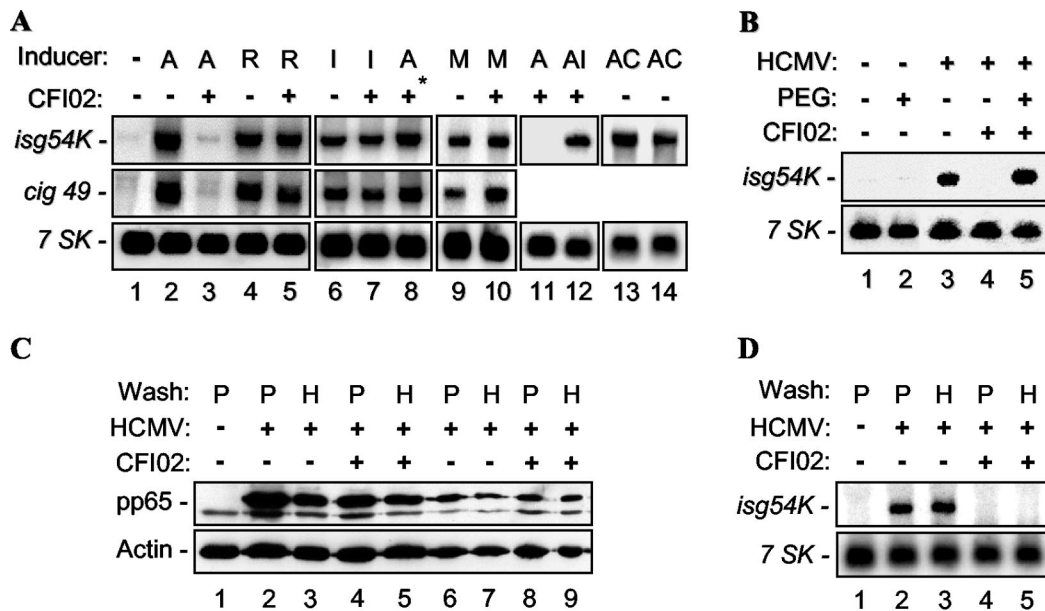 A
Inducer: - A A R R I I A M M A AI AC AC
CFI02: - - + - + - + +* - + + + - -
isg54K -
cig 49 -
7 SK -
1 2 3 4 5 6 7 8 9 10 11 12 13 14
B
HCMV: - - + + +
PEG: - + - - +
CFI02: - - - + +
isg54K -
7 SK -
1 2 3 4 5
C
Wash: P P H P H P H P H
HCMV: - + + + + + + + +
CFI02: - - - + + - - + +
pp65 -
Actin -
1 2 3 4 5 6 7 8 9
D
Wash: P P H P H
HCMV: - + + + +
CFI02: - - - + +
isg54K -
7 SK -
1 2 3 4 5